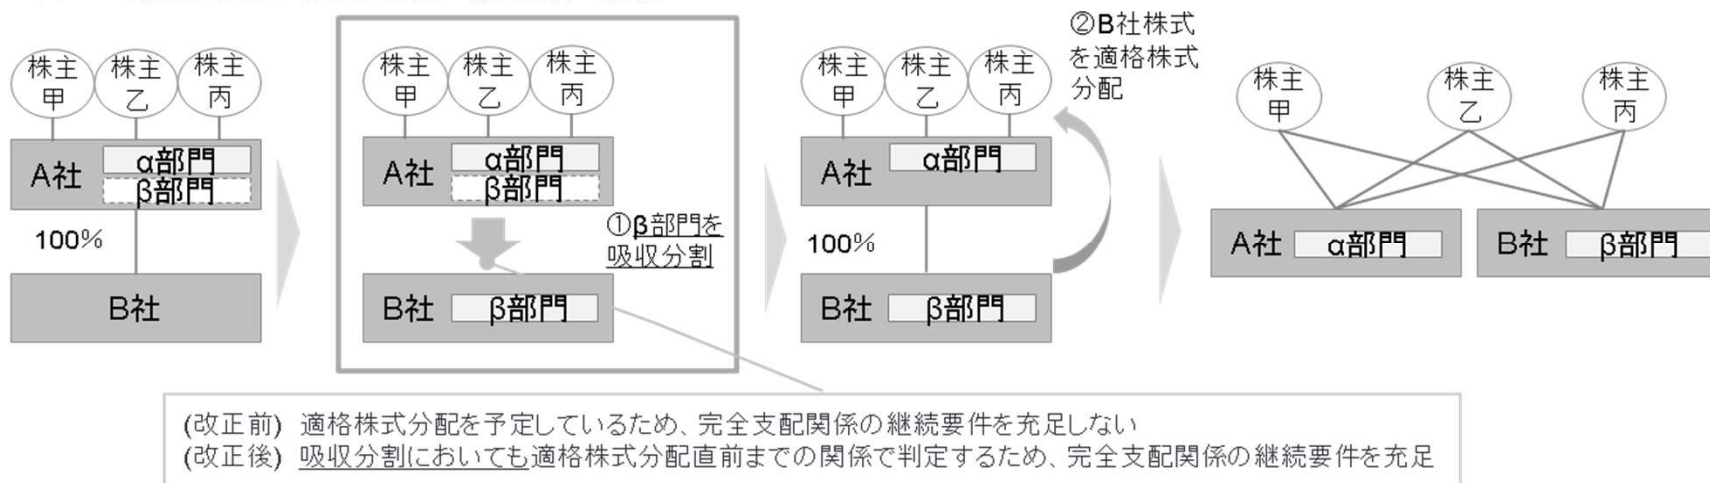 株主
甲
株主
乙
株主
丙
A社
α部門
β部門
100%
B社
株主
甲
株主
乙
株主
丙
A社
α部門
β部門
①β部門を
吸収分割
B社
β部門
株主
甲
株主
乙
株主
丙
A社
α部門
100%
B社
β部門
②B社株式
を適格株式
分配
株主
甲
株主
乙
株主
丙
A社
α部門
B社
β部門
(改正前) 適格株式分配を予定しているため、完全支配関係の継続要件を充足しない
(改正後) 吸収分割においても適格株式分配直前までの関係で判定するため、完全支配関係の継続要件を充足